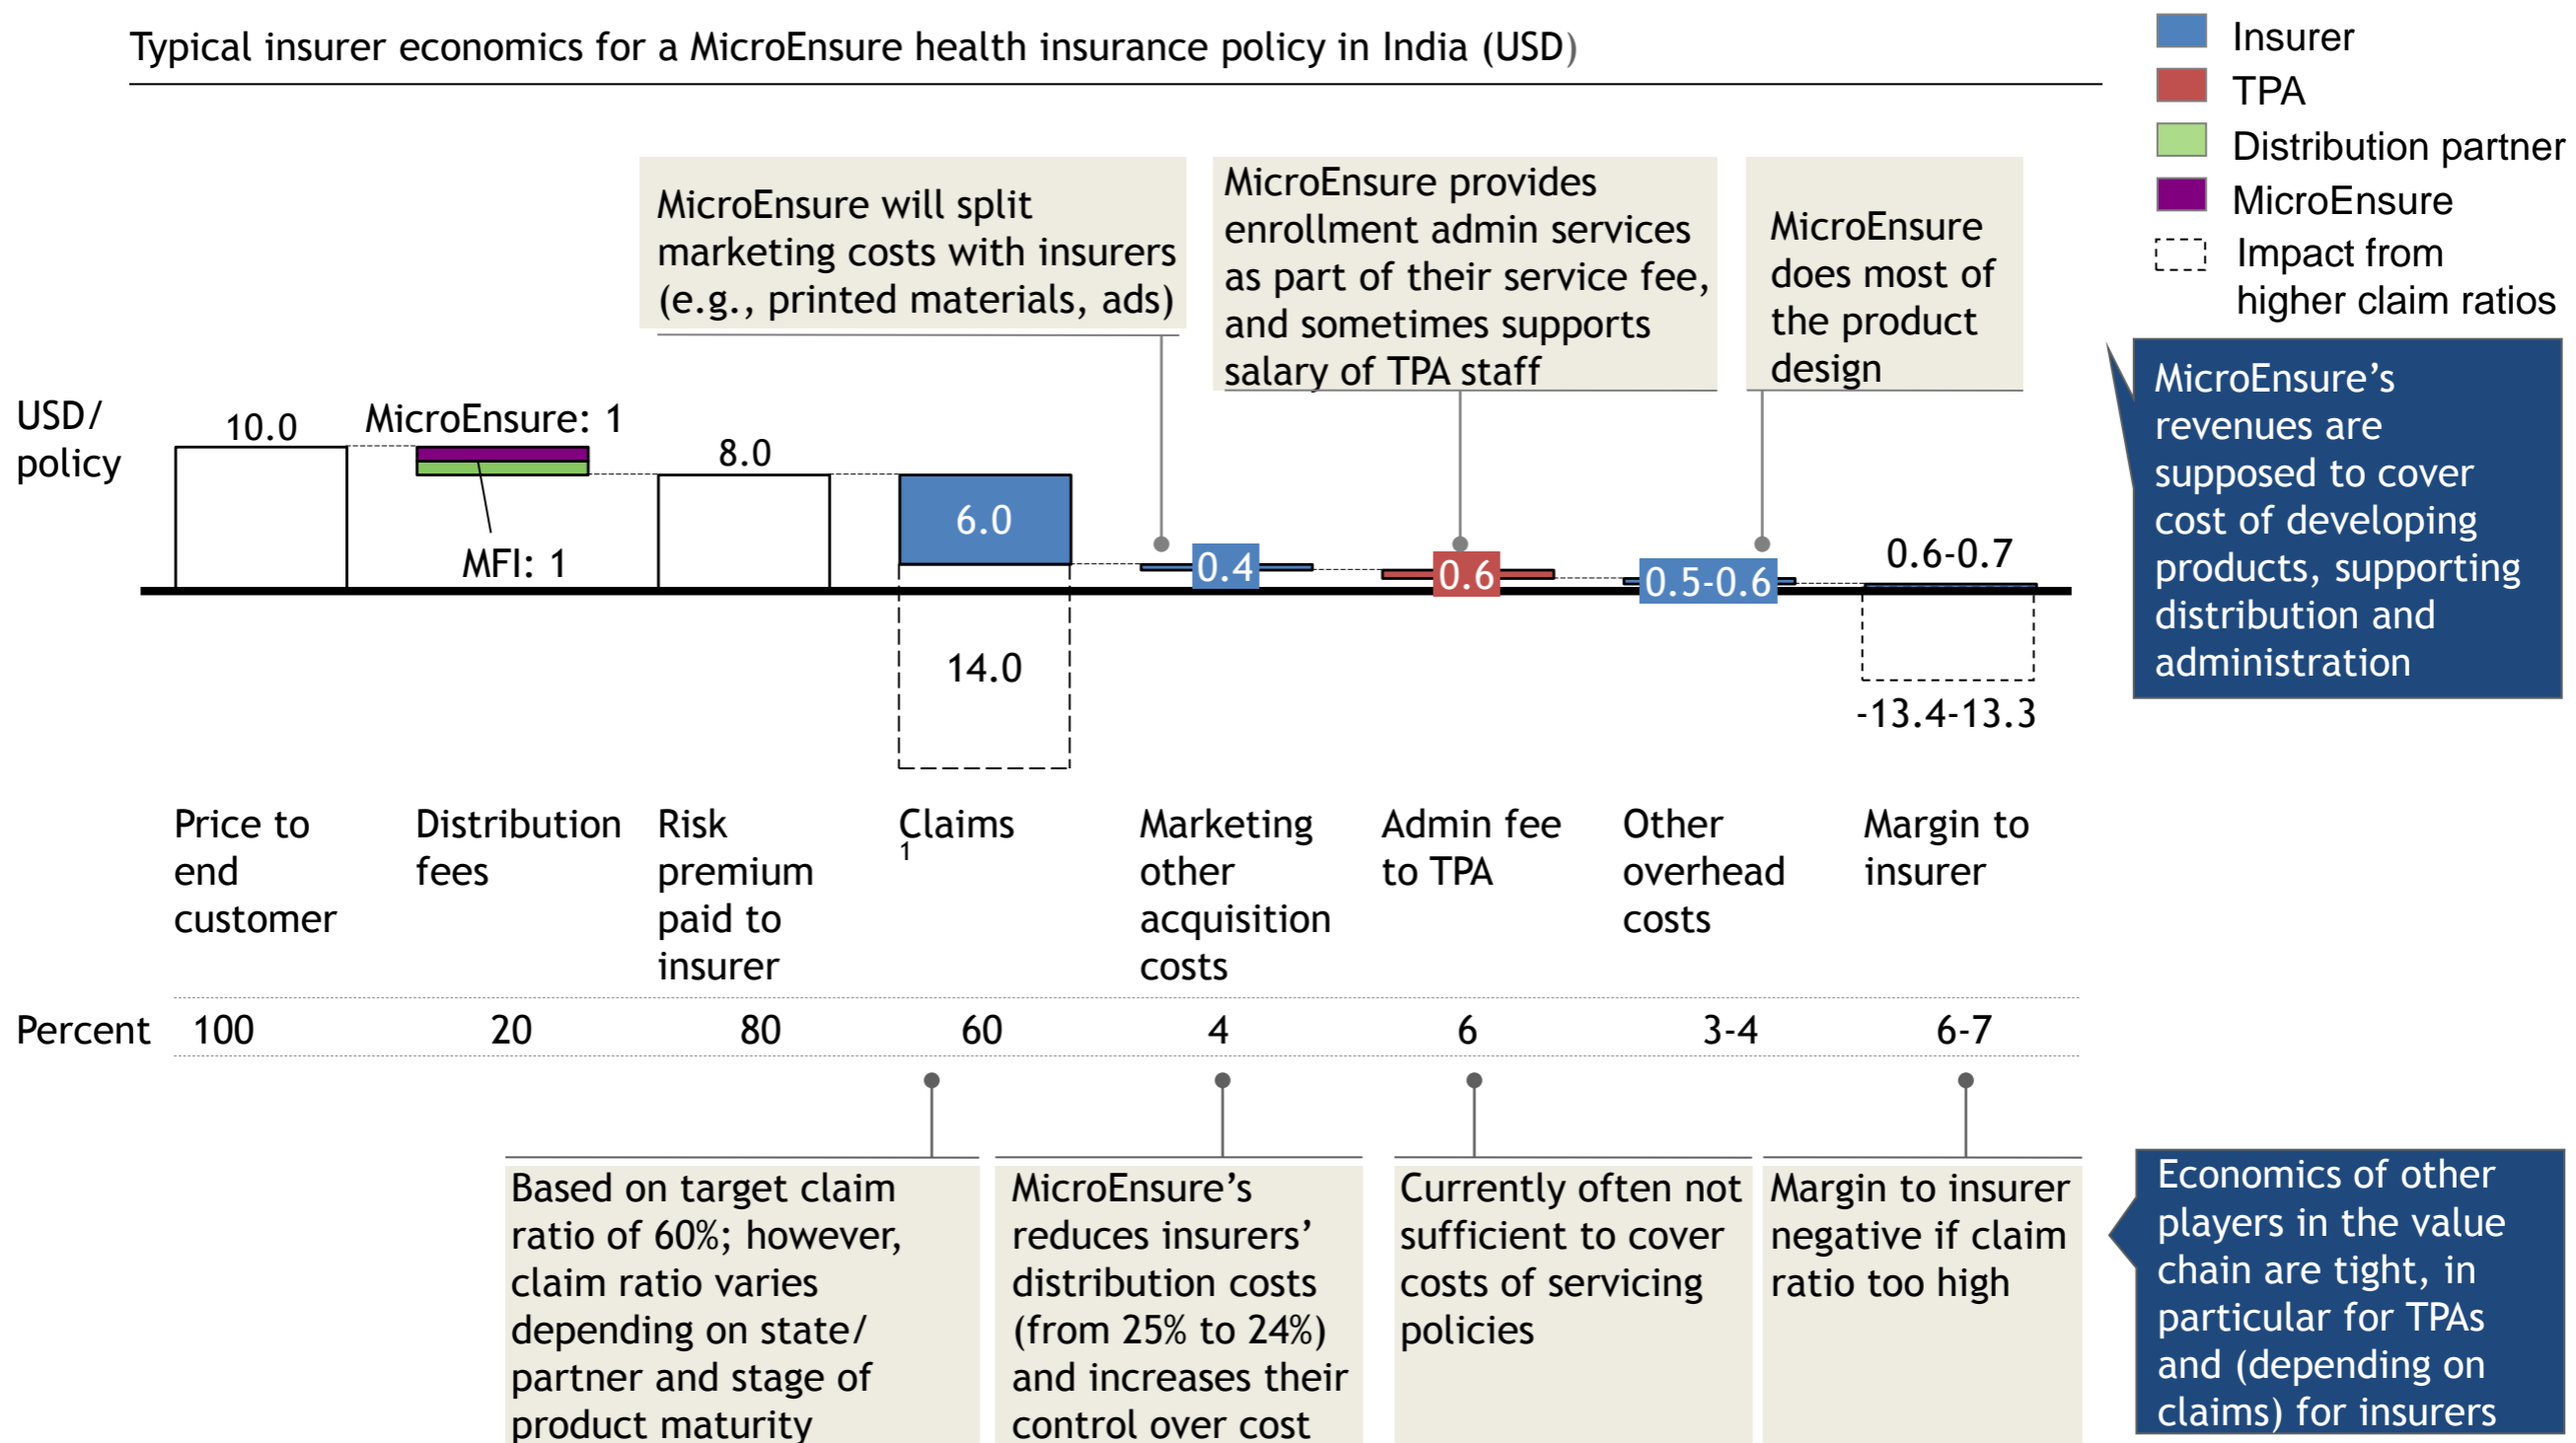 Typical insurer economics for a MicroEnsure health insurance policy in India (USD)
Insurer
TPA
Distribution partner
MicroEnsure
Impact from
higher claim ratios
MicroEnsure will split
marketing costs with insurers
(e.g., printed materials, ads)
MicroEnsure provides
enrollment admin services
as part of their service fee,
and sometimes supports
salary of TPA staff
MicroEnsure
does most of
the product
design
MicroEnsure’s
revenues are
supposed to cover
cost of developing
products, supporting
distribution and
administration
USD/
policy
10.0
MicroEnsure: 1
MFI: 1
8.0
6.0
14.0
0.4
0.6
0.5-0.6
0.6-0.7
-13.4-13.3
Price to
end
customer
Distribution
fees
Risk
premium
paid to
insurer
Claims
1
Marketing
other
acquisition
costs
Admin fee
to TPA
Other
overhead
costs
Margin to
insurer
Percent 100 20 80 60 4 6 3-4 6-7
Based on target claim
ratio of 60%; however,
claim ratio varies
depending on state/
partner and stage of
product maturity
MicroEnsure’s
reduces insurers’
distribution costs
(from 25% to 24%)
and increases their
control over cost
Currently often not
sufficient to cover
costs of servicing
policies
Margin to insurer
negative if claim
ratio too high
Economics of other
players in the value
chain are tight, in
particular for TPAs
and (depending on
claims) for insurers